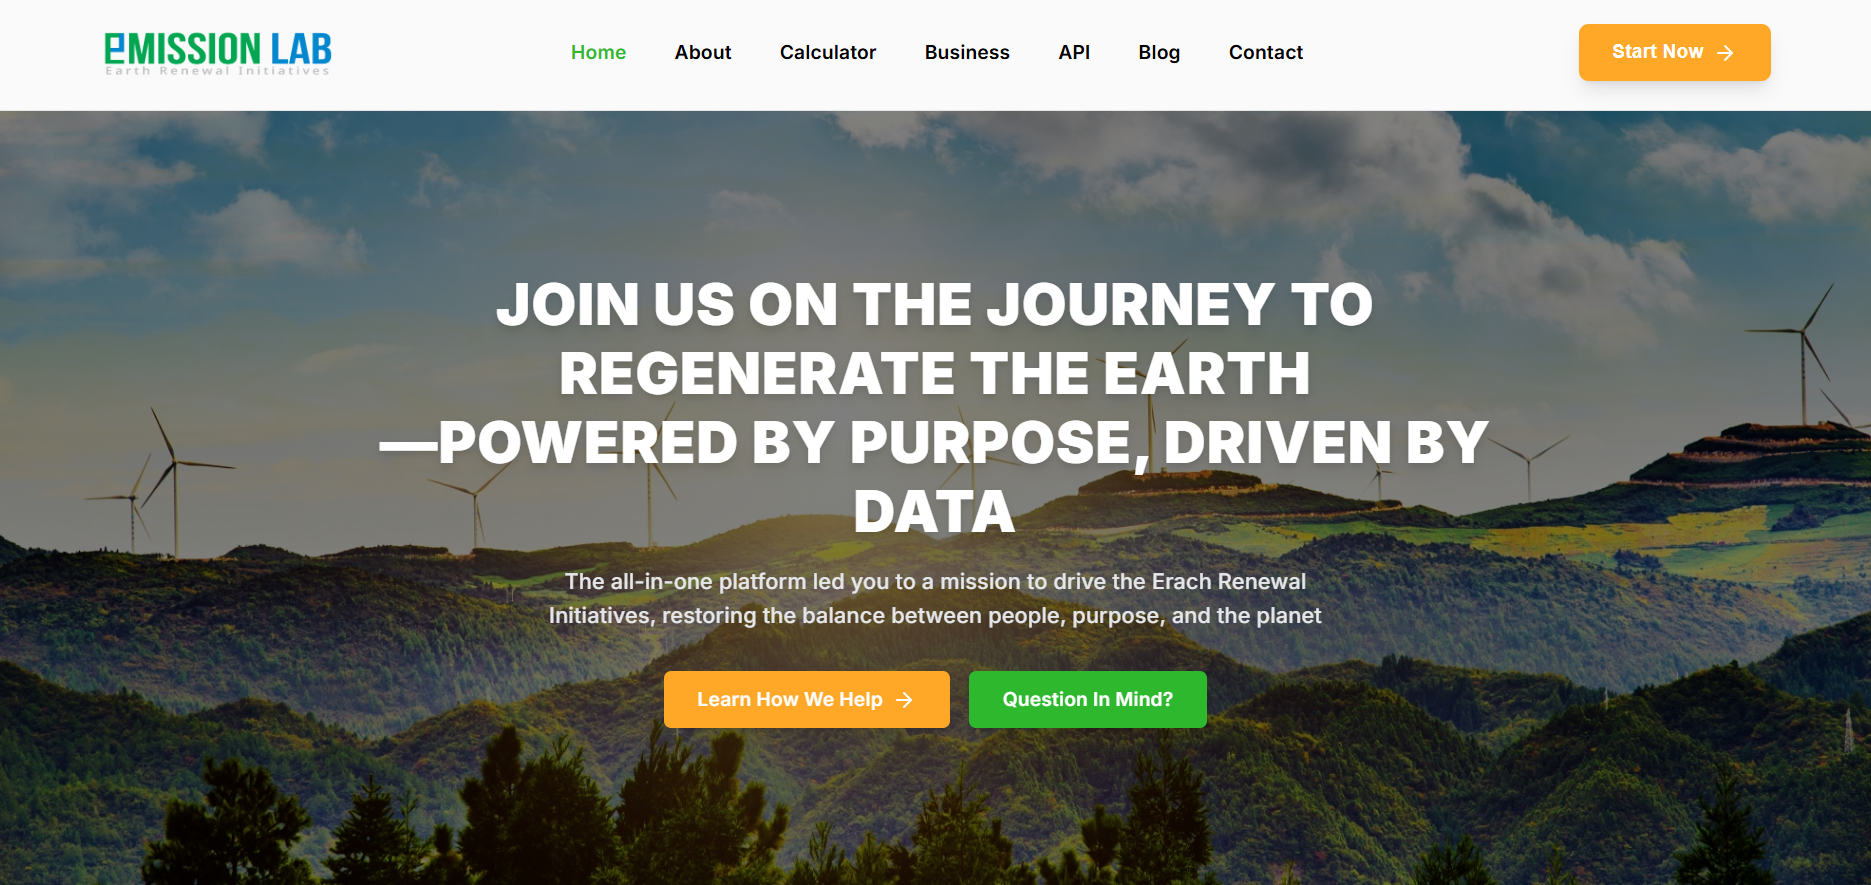 eMISSION LAB
Earth Renewal Initiatives
Home About Calculator Business API Blog Contact
Start Now
JOIN US ON THE JOURNEY TO
REGENERATE THE EARTH
—POWERED BY PURPOSE, DRIVEN BY
DATA
The all-in-one platform led you to a mission to drive the Erach Renewal
Initiatives, restoring the balance between people, purpose, and the planet
Learn How We Help
Question In Mind?